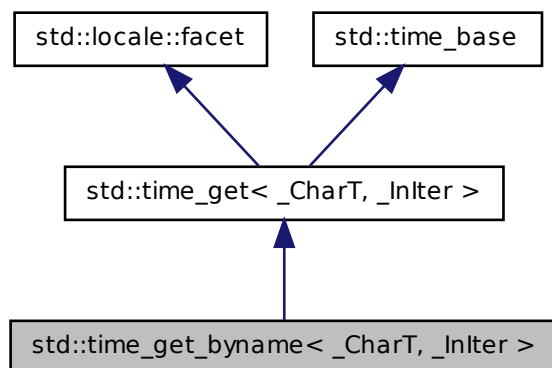 std::locale::facet
std::time_base
std::time_get< _CharT, _InIter >
std::time_get_byname< _CharT, _InIter >